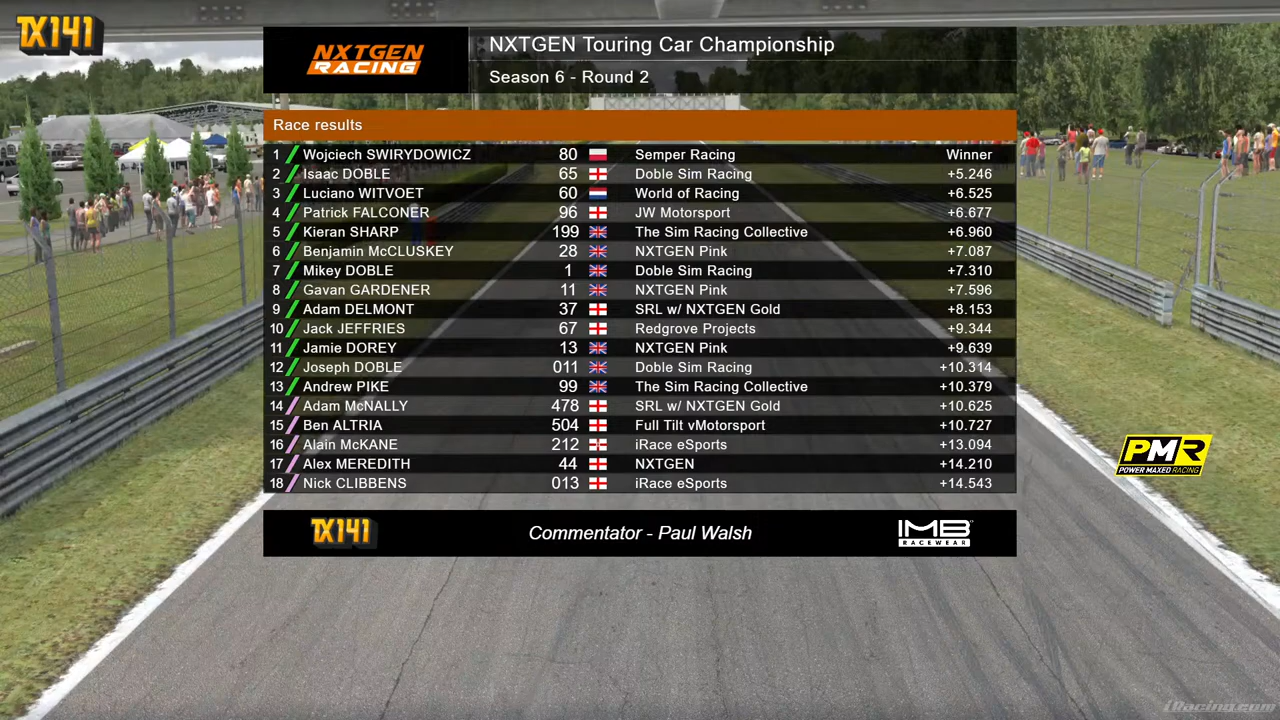 TX141
NXTGEN
RACING
NXTGEN Touring Car Championship
Season 6 - Round 2
Race results
1 Wojciech SWIRYDOWICZ 80 Semper Racing Winner
2 Isaac DOBLE 65 Doble Sim Racing +5.246
3 Luciano WITVOET 60 World of Racing +6.525
4 Patrick FALCONER 96 JW Motorsport +6.677
5 Kieran SHARP 199 The Sim Racing Collective +6.960
6 Benjamin McCLUSKEY 28 NXTGEN Pink +7.087
7 Mikey DOBLE 1 Doble Sim Racing +7.310
8 Gavan GARDENER 11 NXTGEN Pink +7.596
9 Adam DELMONT 37 SRL w/ NXTGEN Gold +8.153
10 Jack JEFFRIES 67 Redgrove Projects +9.344
11 Jamie DOREY 13 NXTGEN Pink +9.639
12 Joseph DOBLE 011 Doble Sim Racing +10.314
13 Andrew PIKE 99 The Sim Racing Collective +10.379
14 Adam McNALLY 478 SRL w/ NXTGEN Gold +10.625
15 Ben ALTRIA 504 Full Tilt vMotorsport +10.727
16 Alain McKANE 212 iRace eSports +13.094
17 Alex MEREDITH 44 NXTGEN +14.210
18 Nick CLIBBENS 013 iRace eSports +14.543
PMR
POWER MAXED RACING
TX141
Commentator - Paul Walsh
IMB
RACEWEAR
iRacing.com